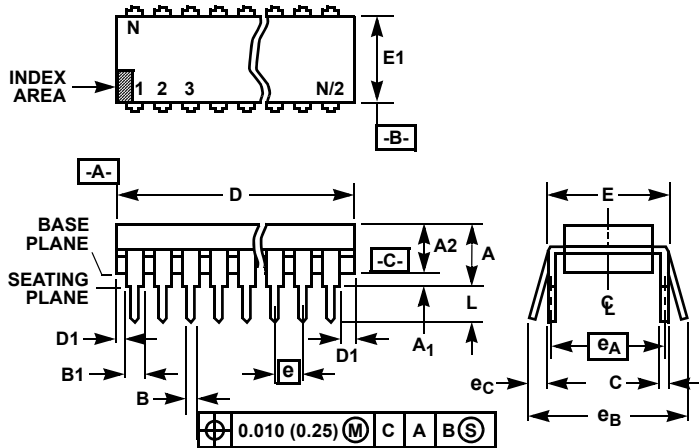 N
E1
INDEX
AREA
1 2 3 N/2
-B-
-A-
D
E
BASE
PLANE
A2
A
-C-
SEATING
PLANE
L
℄
D1
A1
D1
eA
B1
e
eC
C
B
eB
0.010 (0.25) Ⓜ C A B Ⓢ